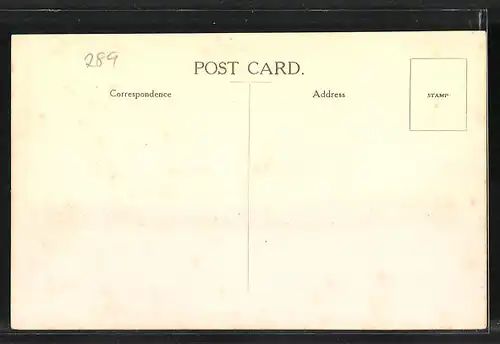 289
POST CARD.
Correspondence
Address
STAMP